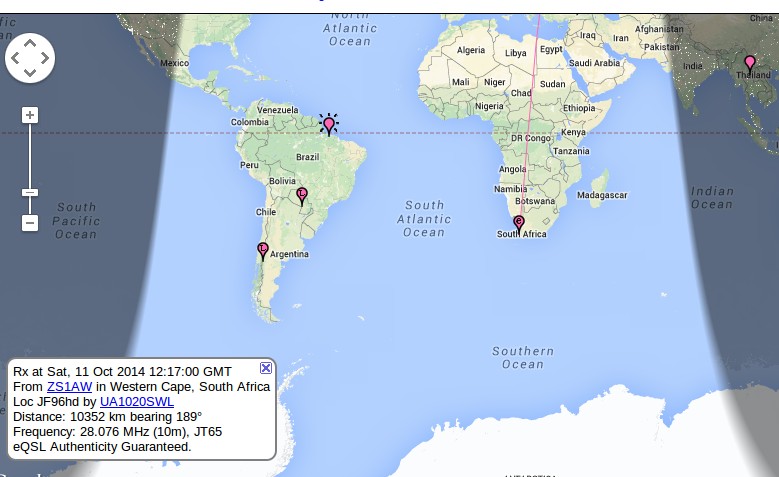 North
Atlantic
Ocean
China
Afghanistan
Iraq
Iran
Pakistan
Algeria
Libya
Egypt
Saudi Arabia
India
Mexico
Thailand
Mali
Niger
Chad
Sudan
Venezuela
Nigeria
Ethiopia
Colombia
DR Congo
Kenya
Brazil
Tanzania
Peru
Bolivia
Angola
Namibia
Botswana
Madagascar
Indian
Ocean
South
Pacific
Ocean
Chile
South
Atlantic
Ocean
South Africa
Argentina
Southern
Ocean
Rx at Sat, 11 Oct 2014 12:17:00 GMT
From ZS1AW in Western Cape, South Africa
Loc JF96hd by UA1020SWL
Distance: 10352 km bearing 189°
Frequency: 28.076 MHz (10m), JT65
eQSL Authenticity Guaranteed.